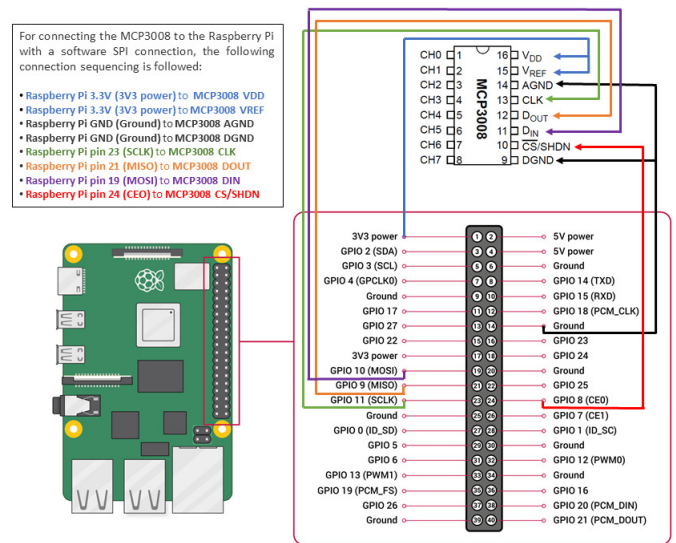 For connecting the MCP3008 to the Raspberry Pi
with a software SPI connection, the following
connection sequencing is followed:
• Raspberry Pi 3.3V (3V3 power) to MCP3008 VDD
• Raspberry Pi 3.3V (3V3 power) to MCP3008 VREF
• Raspberry Pi GND (Ground) to MCP3008 AGND
• Raspberry Pi GND (Ground) to MCP3008 DGND
• Raspberry Pi pin 23 (SCLK) to MCP3008 CLK
• Raspberry Pi pin 21 (MISO) to MCP3008 DOUT
• Raspberry Pi pin 19 (MOSI) to MCP3008 DIN
• Raspberry Pi pin 24 (CEO) to MCP3008 CS/SHDN
CH0 1 16 VDD
CH1 2 15 VREF
CH2 3 14 AGND
CH3 4 13 CLK
CH4 5 12 DOUT
CH5 6 11 DIN
CH6 7 10 CS/SHDN
CH7 8 9 DGND
MCP3008
3V3 power 1 2 5V power
GPIO 2 (SDA) 3 4 5V power
GPIO 3 (SCL) 5 6 Ground
GPIO 4 (GPCLK0) 7 8 GPIO 14 (TXD)
Ground 9 10 GPIO 15 (RXD)
GPIO 17 11 12 GPIO 18 (PCM_CLK)
GPIO 27 13 14 Ground
GPIO 22 15 16 GPIO 23
3V3 power 17 18 GPIO 24
GPIO 10 (MOSI) 19 20 Ground
GPIO 9 (MISO) 21 22 GPIO 25
GPIO 11 (SCLK) 23 24 GPIO 8 (CE0)
Ground 25 26 GPIO 7 (CE1)
GPIO 0 (ID_SD) 27 28 GPIO 1 (ID_SC)
GPIO 5 29 30 Ground
GPIO 6 31 32 GPIO 12 (PWM0)
GPIO 13 (PWM1) 33 34 Ground
GPIO 19 (PCM_FS) 35 36 GPIO 16
GPIO 26 37 38 GPIO 20 (PCM_DIN)
Ground 39 40 GPIO 21 (PCM_DOUT)